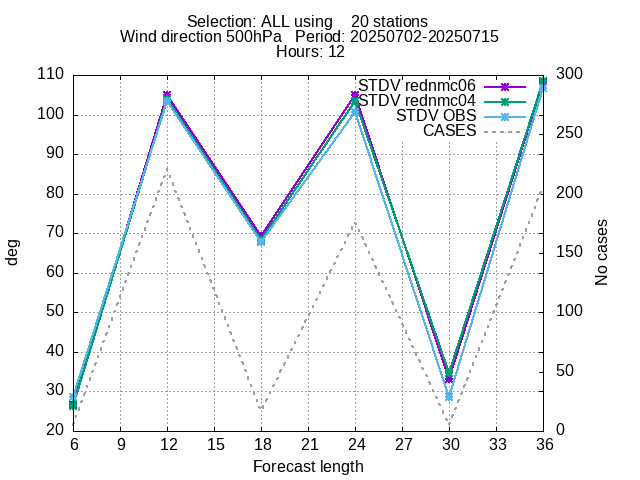 Selection: ALL using    20 stations
Wind direction 500hPa   Period: 20250702-20250715
Hours: 12
STDV rednmc06
STDV rednmc04
STDV OBS
CASES
deg
No cases
110
100
90
80
70
60
50
40
30
20
300
250
200
150
100
50
0
6 9 12 15 18 21 24 27 30 33 36
Forecast length